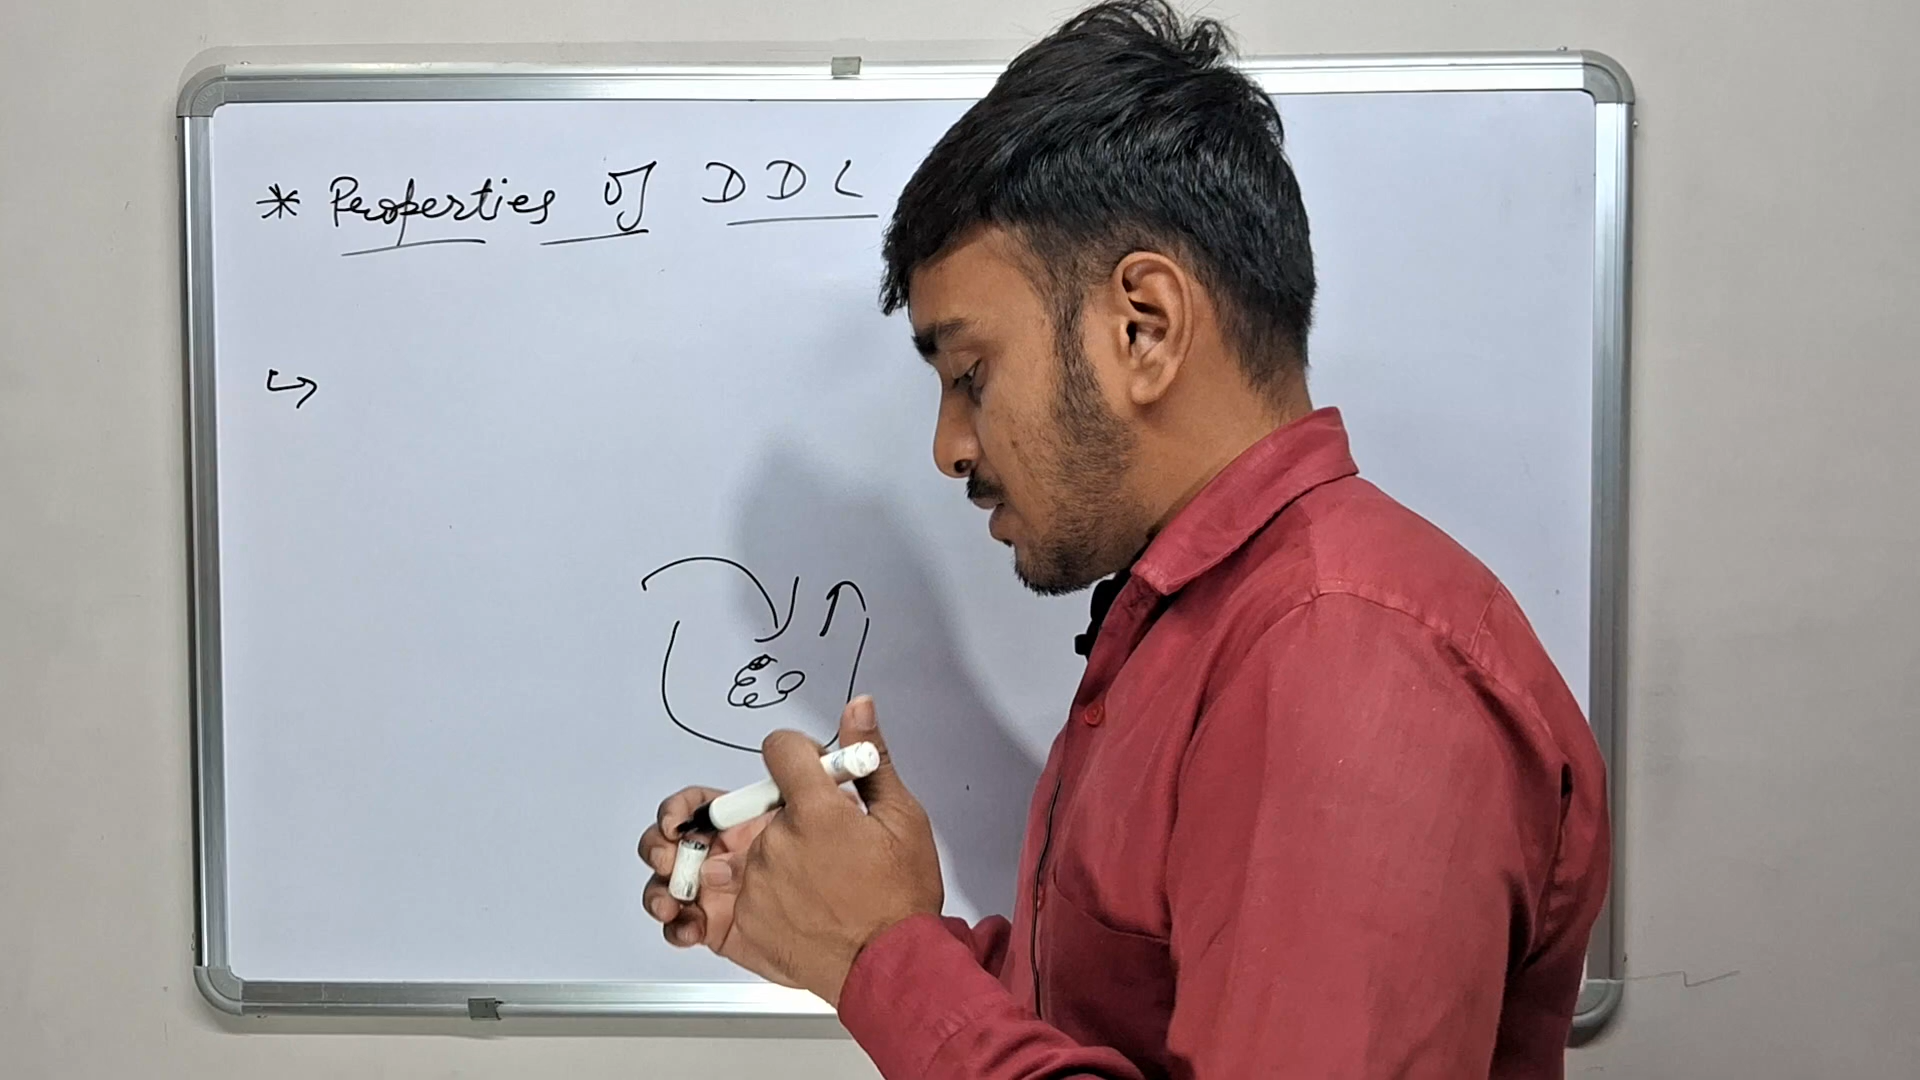 * Properties of DDL
↳